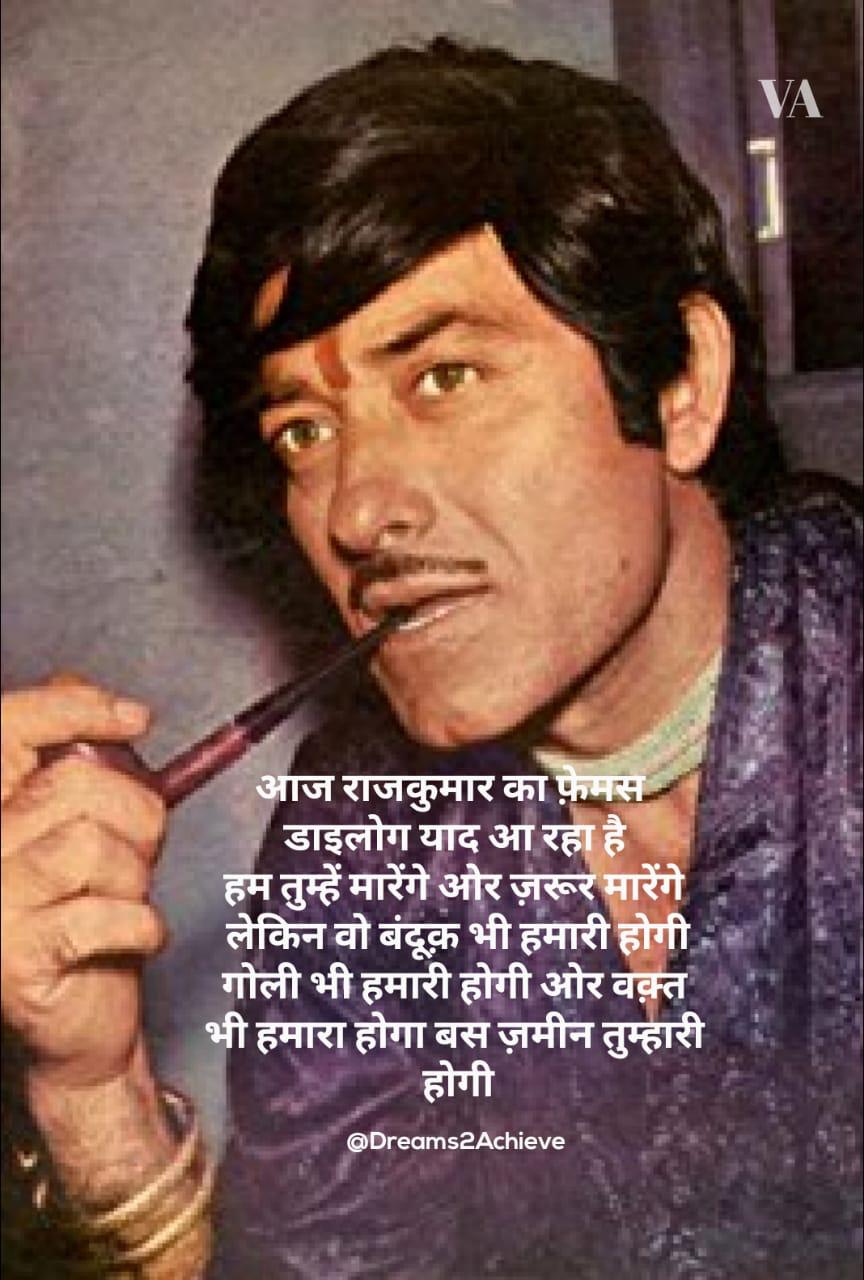 VA
आज राजकुमार का फ़ेमस
डाइलोग याद आ रहा है
हम तुम्हें मारेंगे ओर ज़रूर मारेंगे
लेकिन वो बंदूक़ भी हमारी होगी
गोली भी हमारी होगी ओर वक़्त
भी हमारा होगा बस ज़मीन तुम्हारी
होगी
@Dreams2Achieve